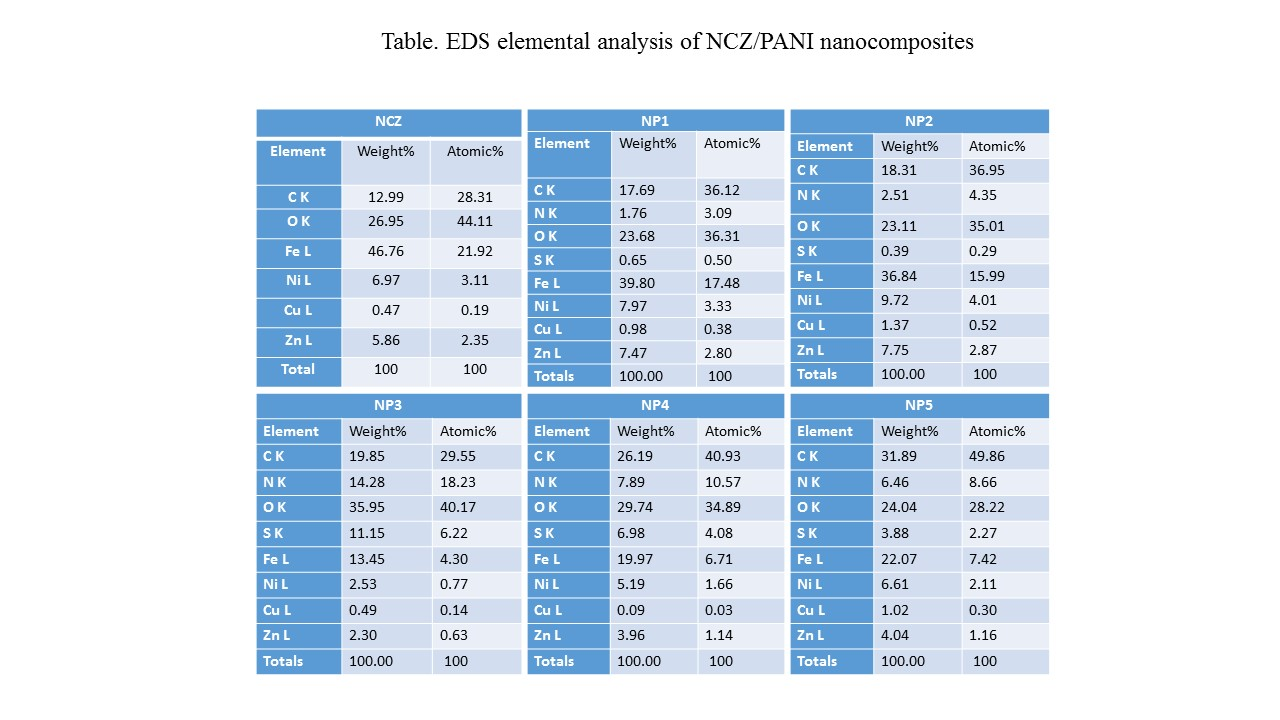 Table. EDS elemental analysis of NCZ/PANI nanocomposites
NCZ
Element Weight% Atomic%
C K 12.99 28.31
O K 26.95 44.11
Fe L 46.76 21.92
Ni L 6.97 3.11
Cu L 0.47 0.19
Zn L 5.86 2.35
Total 100 100
NP1
Element Weight% Atomic%
C K 17.69 36.12
N K 1.76 3.09
O K 23.68 36.31
S K 0.65 0.50
Fe L 39.80 17.48
Ni L 7.97 3.33
Cu L 0.98 0.38
Zn L 7.47 2.80
Totals 100.00 100
NP2
Element Weight% Atomic%
C K 18.31 36.95
N K 2.51 4.35
O K 23.11 35.01
S K 0.39 0.29
Fe L 36.84 15.99
Ni L 9.72 4.01
Cu L 1.37 0.52
Zn L 7.75 2.87
Totals 100.00 100
NP3
Element Weight% Atomic%
C K 19.85 29.55
N K 14.28 18.23
O K 35.95 40.17
S K 11.15 6.22
Fe L 13.45 4.30
Ni L 2.53 0.77
Cu L 0.49 0.14
Zn L 2.30 0.63
Totals 100.00 100
NP4
Element Weight% Atomic%
C K 26.19 40.93
N K 7.89 10.57
O K 29.74 34.89
S K 6.98 4.08
Fe L 19.97 6.71
Ni L 5.19 1.66
Cu L 0.09 0.03
Zn L 3.96 1.14
Totals 100.00 100
NP5
Element Weight% Atomic%
C K 31.89 49.86
N K 6.46 8.66
O K 24.04 28.22
S K 3.88 2.27
Fe L 22.07 7.42
Ni L 6.61 2.11
Cu L 1.02 0.30
Zn L 4.04 1.16
Totals 100.00 100